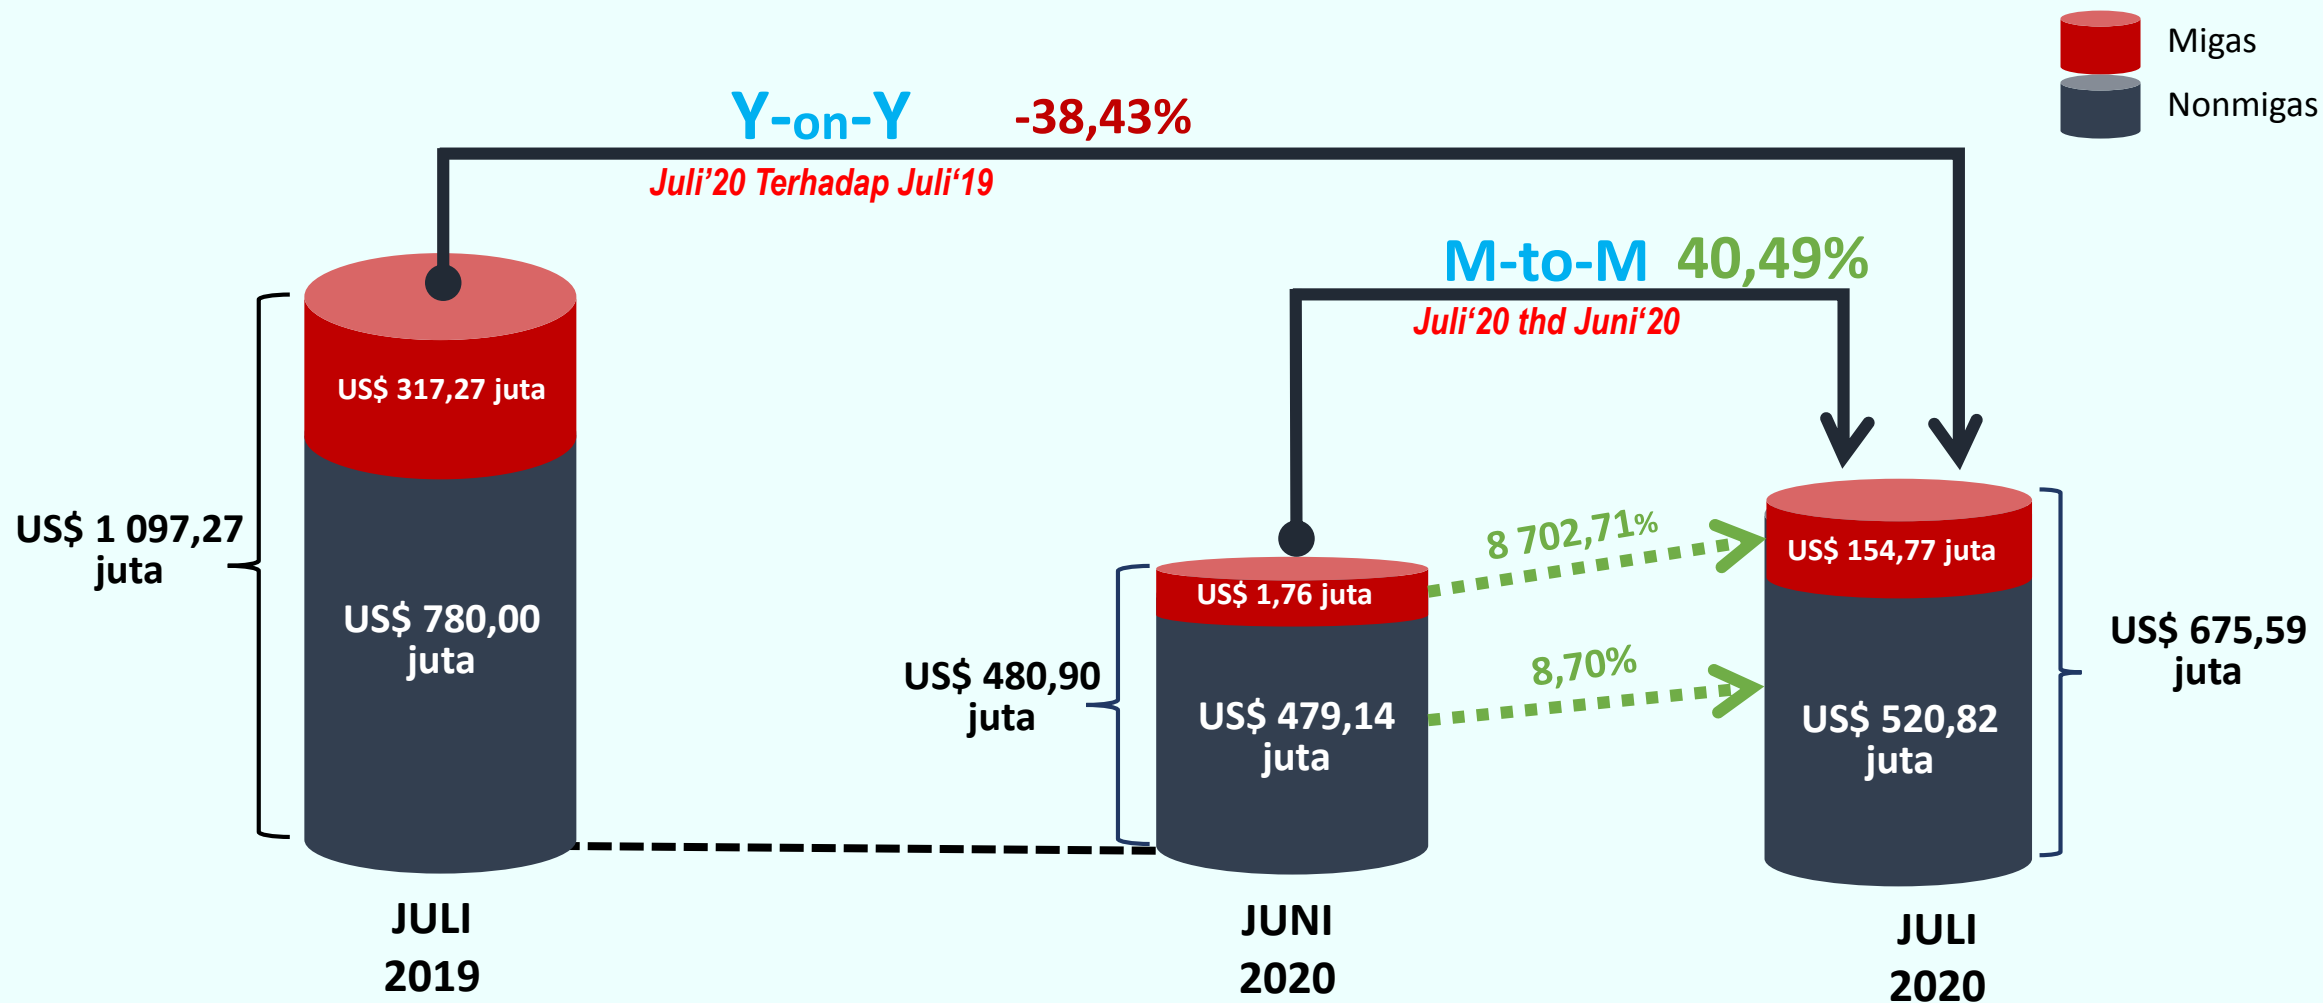 Migas
Nonmigas
Y-on-Y -38,43%
Juli’20 Terhadap Juli‘19
M-to-M 40,49%
Juli‘20 thd Juni‘20
US$ 1 097,27
juta
US$ 317,27 juta
US$ 780,00
juta
JULI
2019
US$ 480,90
juta
US$ 1,76 juta
US$ 479,14
juta
JUNI
2020
8 702,71%
8,70%
US$ 154,77 juta
US$ 520,82
juta
US$ 675,59
juta
JULI
2020